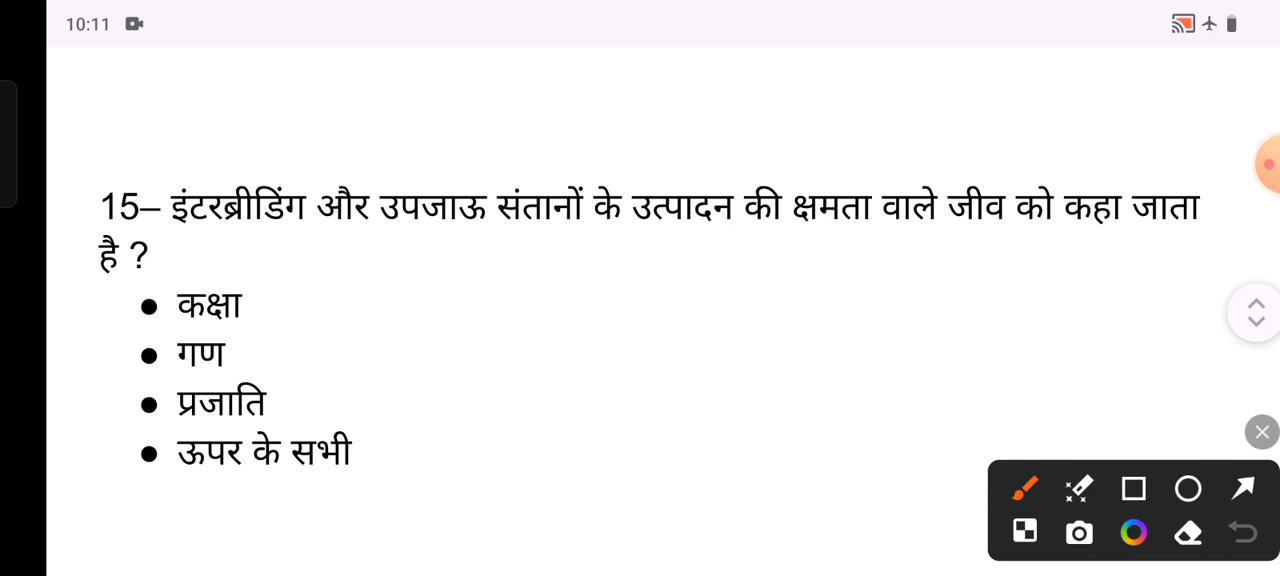 10:11
15– इंटरब्रीडिंग और उपजाऊ संतानों के उत्पादन की क्षमता वाले जीव को कहा जाता
है ?
● कक्षा
● गण
● प्रजाति
● ऊपर के सभी